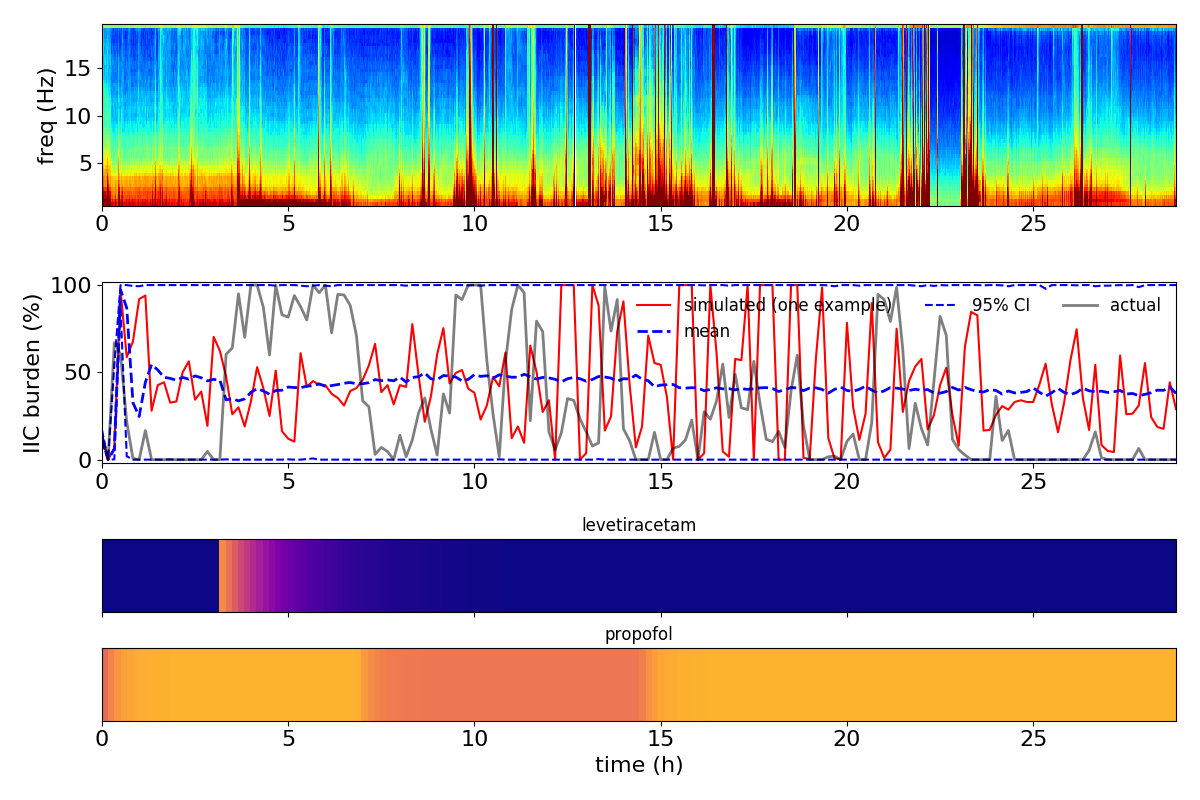 freq (Hz)
15
10
5
0 5 10 15 20 25
IIC burden (%)
100
50
0
simulated (one example)
mean
95% CI
actual
0 5 10 15 20 25
levetiracetam
propofol
0 5 10 15 20 25
time (h)